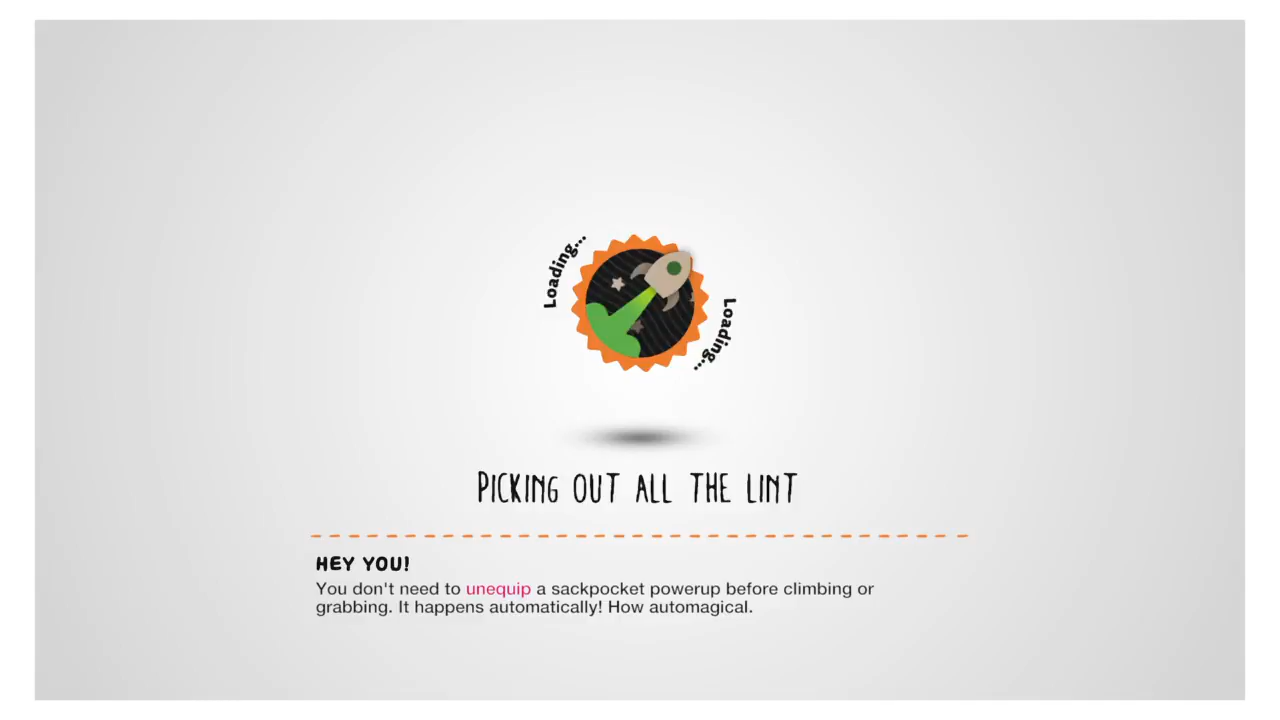 Loading...
Loading...
PICKING OUT ALL THE LINT
HEY YOU!
You don't need to unequip a sackpocket powerup before climbing or
grabbing. It happens automatically! How automagical.